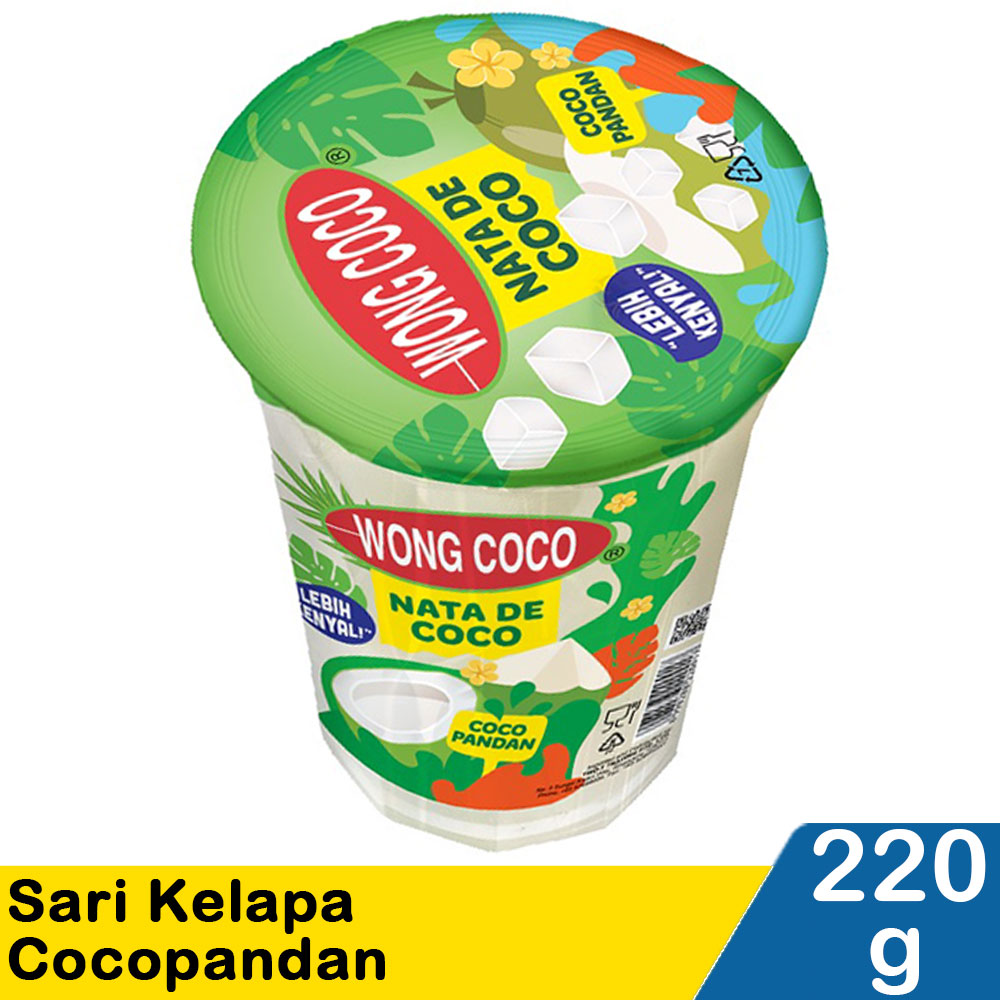 WONG COCO
®
NATA DE
COCO
COCO
PANDAN
"LEBIH
KENYAL!"
WONG COCO
®
NATA DE
COCO
LEBIH
ENYAL!"
COCO
PANDAN
Sari Kelapa
Cocopandan
220
g